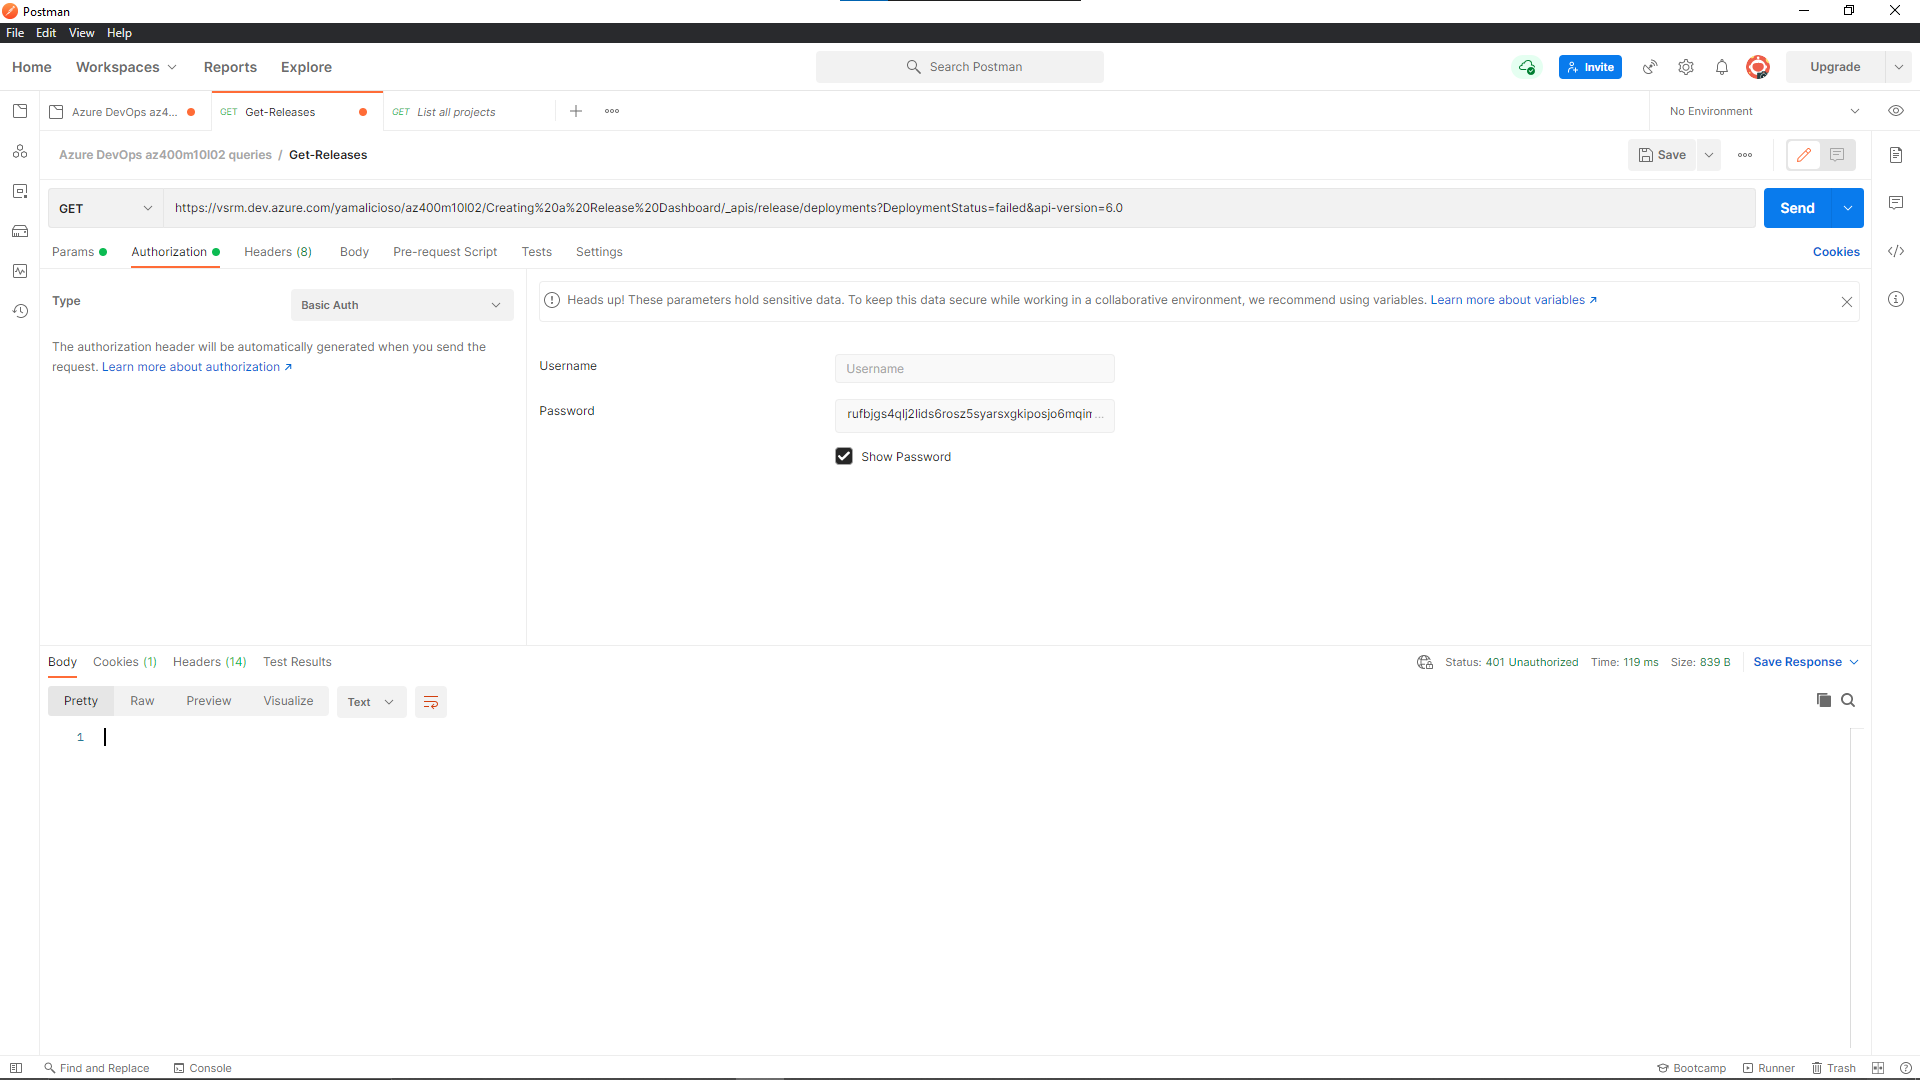 Postman
File Edit View Help
Home Workspaces Reports Explore Search Postman Invite Upgrade
Azure DevOps az4... GET Get-Releases GET List all projects No Environment
Azure DevOps az400m10l02 queries / Get-Releases Save
GET https://vsrm.dev.azure.com/yamalicioso/az400m10l02/Creating%20a%20Release%20Dashboard/_apis/release/deployments?DeploymentStatus=failed&api-version=6.0 Send
Params Authorization Headers (8) Body Pre-request Script Tests Settings Cookies
Type Basic Auth
The authorization header will be automatically generated when you send the
request. Learn more about authorization ↗
Heads up! These parameters hold sensitive data. To keep this data secure while working in a collaborative environment, we recommend using variables. Learn more about variables ↗
Username Username
Password rufbjgs4qlj2lids6rosz5syarsxgkiposjo6mqim...
Show Password
Body Cookies (1) Headers (14) Test Results Status: 401 Unauthorized Time: 119 ms Size: 839 B Save Response
Pretty Raw Preview Visualize Text
1
Find and Replace Console Bootcamp Runner Trash